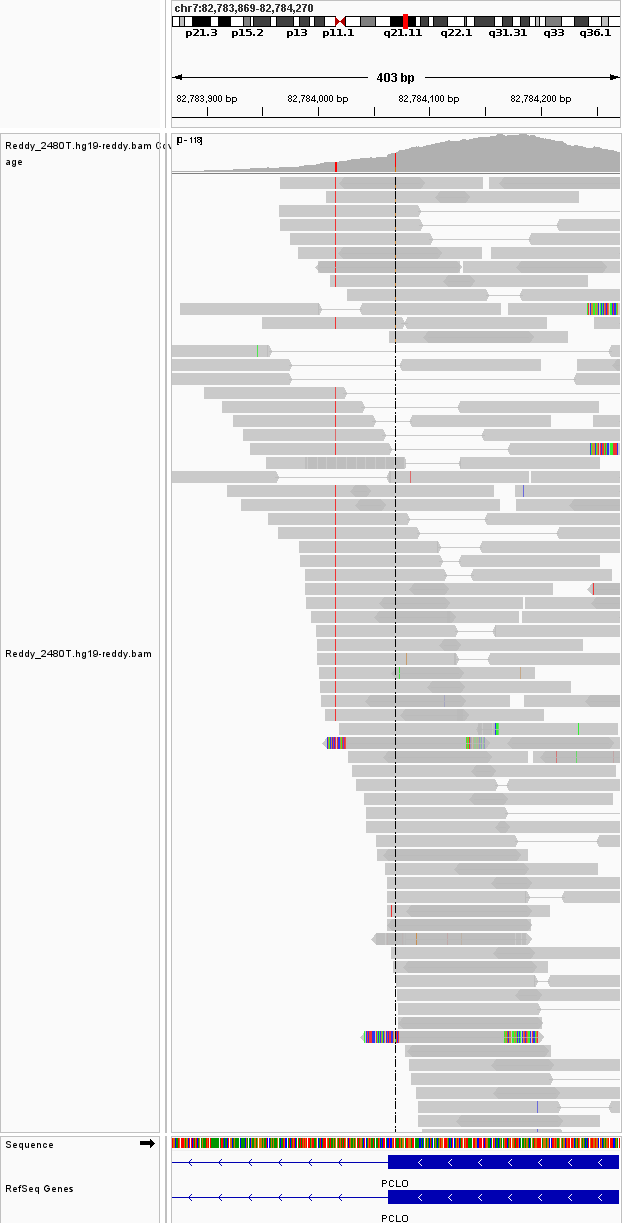 chr7:82,783,869-82,784,270
p21.3 p15.2 p13 p11.1 q21.11 q22.1 q31.31 q33 q36.1
403 bp
82,783,900 bp 82,784,000 bp 82,784,100 bp 82,784,200 bp
[0 - 118]
Reddy_2480T.hg19-reddy.bam Cov
age
Reddy_2480T.hg19-reddy.bam
Sequence
PCLO
RefSeq Genes
PCLO